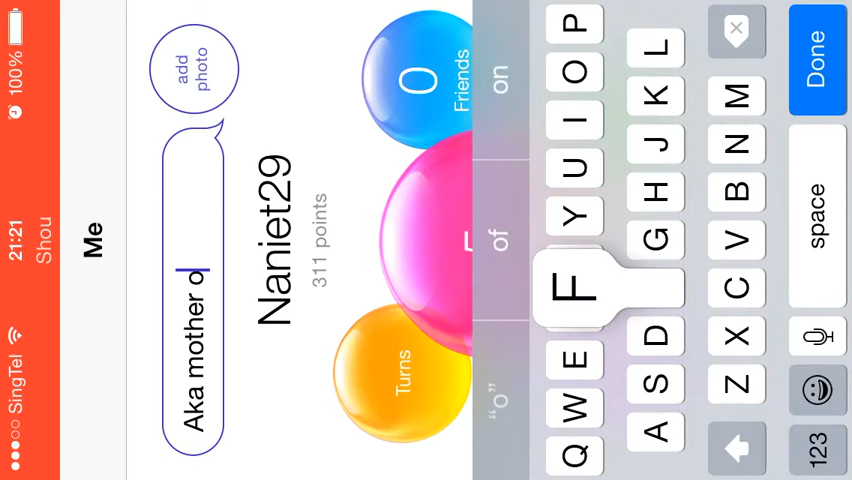 SingTel 21:21 100%
Shou
Me
Aka mother o
add
photo
Naniet29
311 points
Turns
0
Friends
"o" of on
Q W E Y U I O P
F
A S D G H J K L
Z X C V B N M
123 space Done